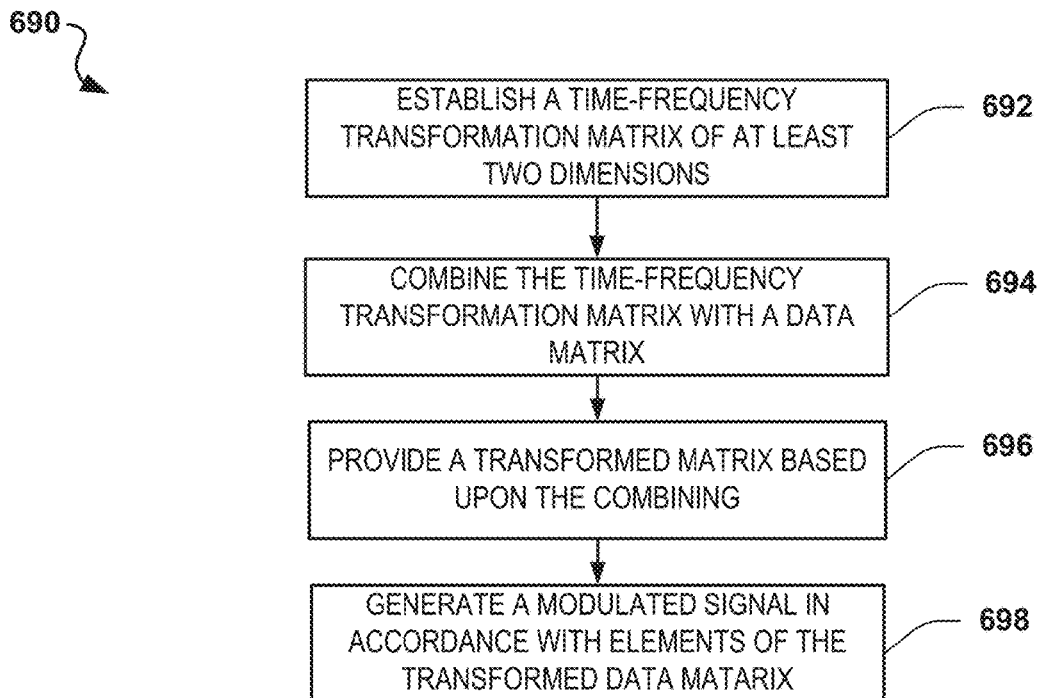 690
ESTABLISH A TIME-FREQUENCY
TRANSFORMATION MATRIX OF AT LEAST
TWO DIMENSIONS
692
COMBINE THE TIME-FREQUENCY
TRANSFORMATION MATRIX WITH A DATA
MATRIX
694
PROVIDE A TRANSFORMED MATRIX BASED
UPON THE COMBINING
696
GENERATE A MODULATED SIGNAL IN
ACCORDANCE WITH ELEMENTS OF THE
TRANSFORMED DATA MATARIX
698